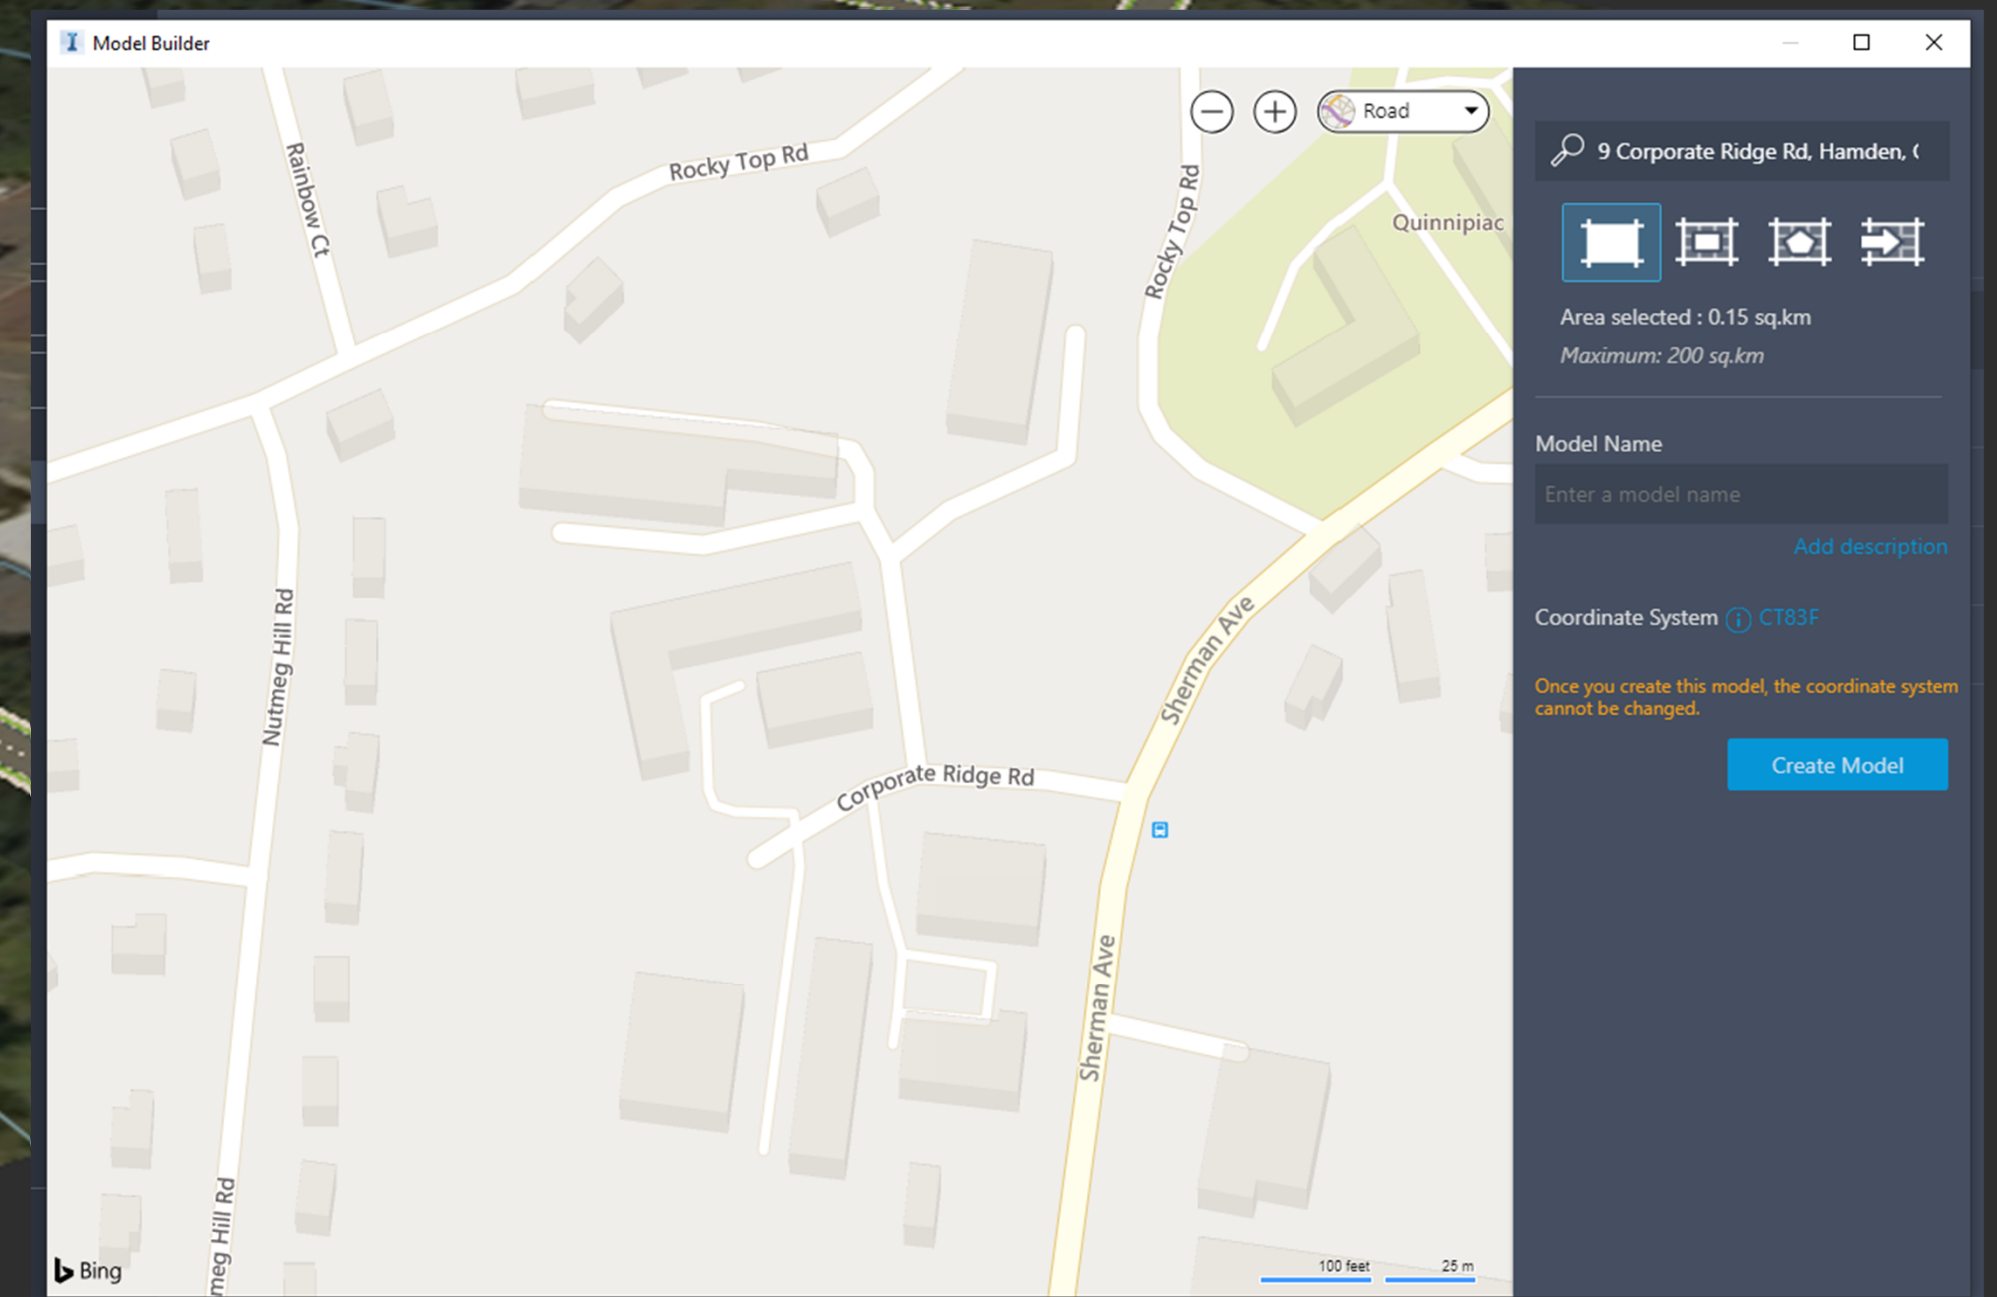 Model Builder
Road
Rainbow Ct
Rocky Top Rd
Rocky Top Rd
Quinnipiac
Nutmeg Hill Rd
Sherman Ave
Corporate Ridge Rd
Sherman Ave
meg Hill Rd
Bing
100 feet
25 m
9 Corporate Ridge Rd, Hamden, (
Area selected : 0.15 sq.km
Maximum: 200 sq.km
Model Name
Enter a model name
Add description
Coordinate System CT83F
Once you create this model, the coordinate system
cannot be changed.
Create Model